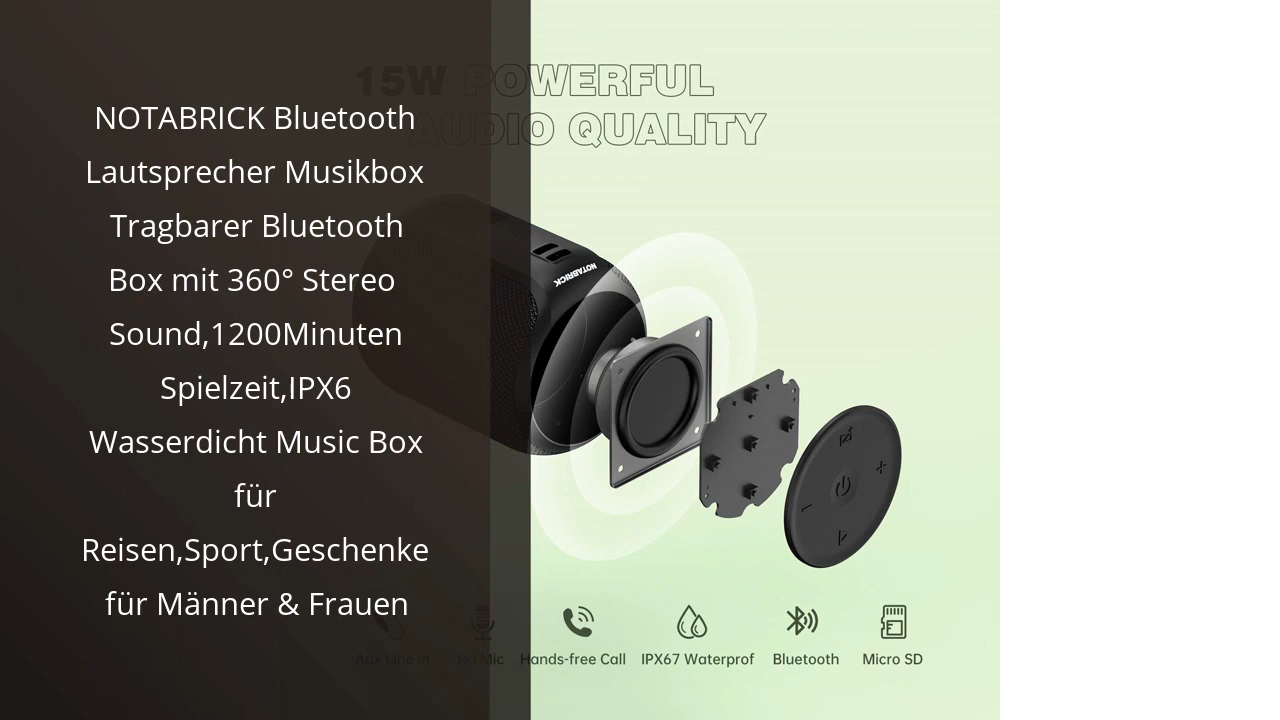 15W POWERFUL
AUDIO QUALITY
NOTABRICK Bluetooth
Lautsprecher Musikbox
Tragbarer Bluetooth
Box mit 360° Stereo
Sound,1200Minuten
Spielzeit,IPX6
Wasserdicht Music Box
für
Reisen,Sport,Geschenke
für Männer & Frauen
NOTABRICK
Aux Line in
Hd Mic
Hands-free Call
IPX67 Waterprof
Bluetooth
Micro SD